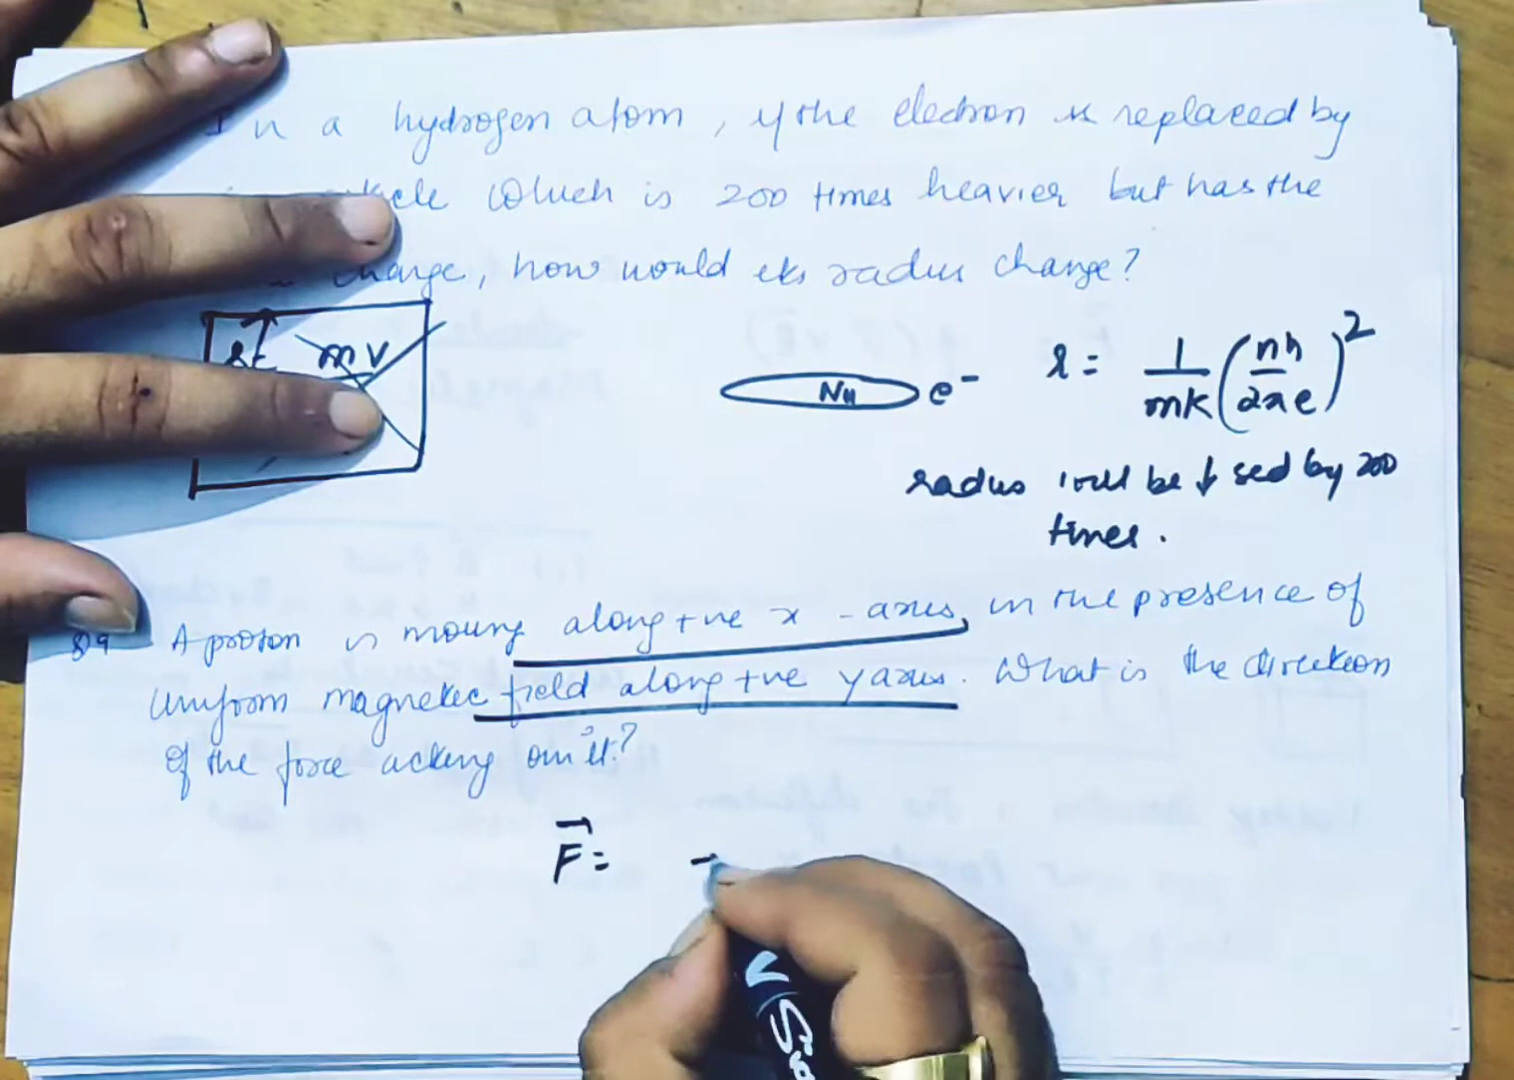 In a hydrogen atom, if the electron is replaced by
which is 200 times heavier but has the
charge, how would its radius change?
mv
Nu e- r = 1/mk (nh/2πe)²
radius will be ↓ sed by 200
times.
Q9 A proton is moving along +ve x-axis, in the presence of
uniform magnetic field along +ve y axis. What is the direction
of the force acting on it?
F⃗ =